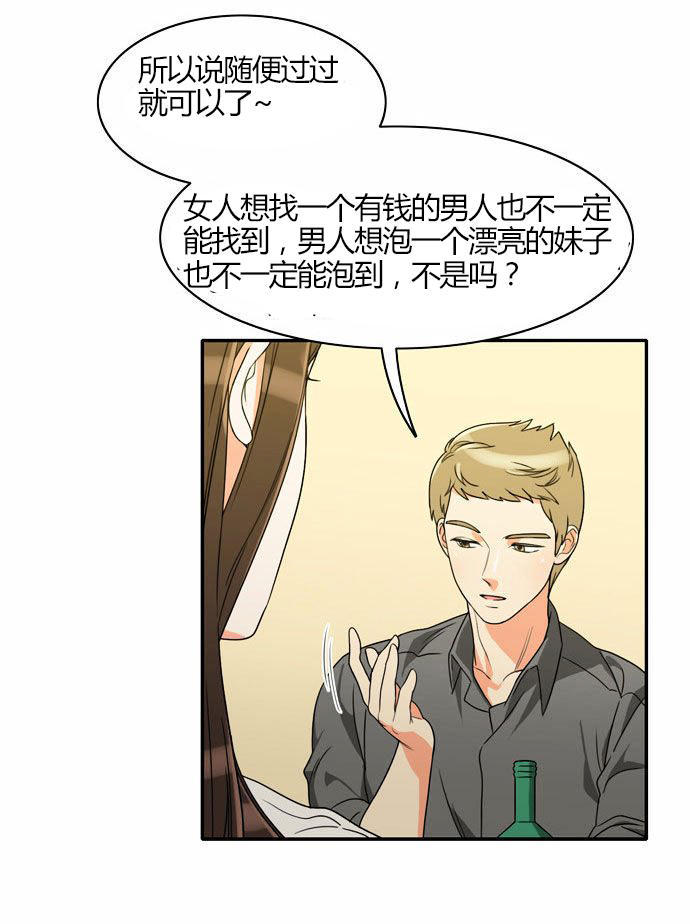 所以说随便过过
就可以了~
女人想找一个有钱的男人也不一定
能找到，男人想泡一个漂亮的妹子
也不一定能泡到，不是吗？